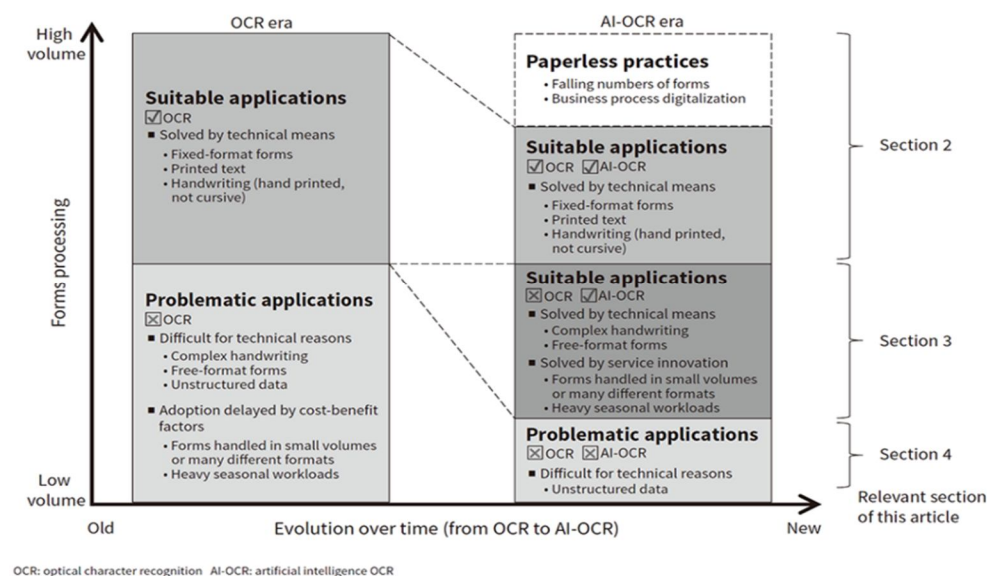 OCR era
AI-OCR era
High
volume
Forms processing
Low
volume
Suitable applications
☑OCR
■ Solved by technical means
• Fixed-format forms
• Printed text
• Handwriting (hand printed,
not cursive)
Problematic applications
☒OCR
■ Difficult for technical reasons
• Complex handwriting
• Free-format forms
• Unstructured data
■ Adoption delayed by cost-benefit
factors
• Forms handled in small volumes
or many different formats
• Heavy seasonal workloads
Paperless practices
• Falling numbers of forms
• Business process digitalization
Suitable applications
☑OCR ☑AI-OCR
■ Solved by technical means
• Fixed-format forms
• Printed text
• Handwriting (hand printed,
not cursive)
Suitable applications
☒OCR ☑AI-OCR
■ Solved by technical means
• Complex handwriting
• Free-format forms
■ Solved by service innovation
• Forms handled in small volumes
or many different formats
• Heavy seasonal workloads
Problematic applications
☒OCR ☒AI-OCR
■ Difficult for technical reasons
• Unstructured data
Section 2
Section 3
Section 4
Relevant section
of this article
Old
Evolution over time (from OCR to AI-OCR)
New
OCR: optical character recognition AI-OCR: artificial intelligence OCR